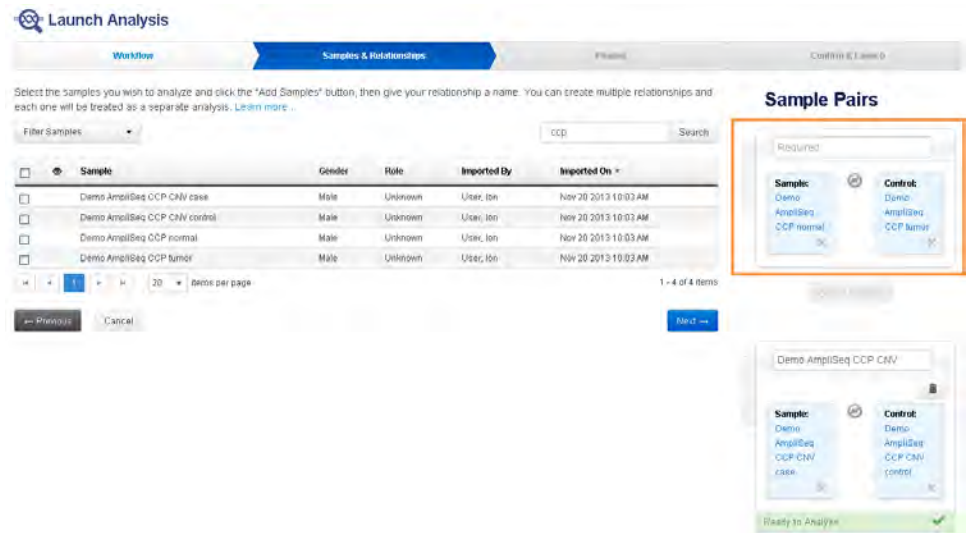 Launch Analysis
Workflow
Samples & Relationships
Plugins
Confirm & Launch
Select the samples you wish to analyze and click the "Add Samples" button, then give your relationship a name. You can create multiple relationships and
each one will be treated as a separate analysis. Learn more ...
Filter Samples
ccp
Search
Sample Gender Role Imported By Imported On
Demo AmpliSeq CCP CNV case Male Unknown User, Ion Nov 20 2013 10:03 AM
Demo AmpliSeq CCP CNV control Male Unknown User, Ion Nov 20 2013 10:03 AM
Demo AmpliSeq CCP normal Male Unknown User, Ion Nov 20 2013 10:03 AM
Demo AmpliSeq CCP tumor Male Unknown User, Ion Nov 20 2013 10:03 AM
1
20 items per page
1 - 4 of 4 items
← Previous
Cancel
Next →
Sample Pairs
Required
Sample:
Demo
AmpliSeq
CCP normal
Control:
Demo
AmpliSeq
CCP tumor
Demo AmpliSeq CCP CNV
Sample:
Demo
AmpliSeq
CCP CNV
case
Control:
Demo
AmpliSeq
CCP CNV
control
Ready to Analyze